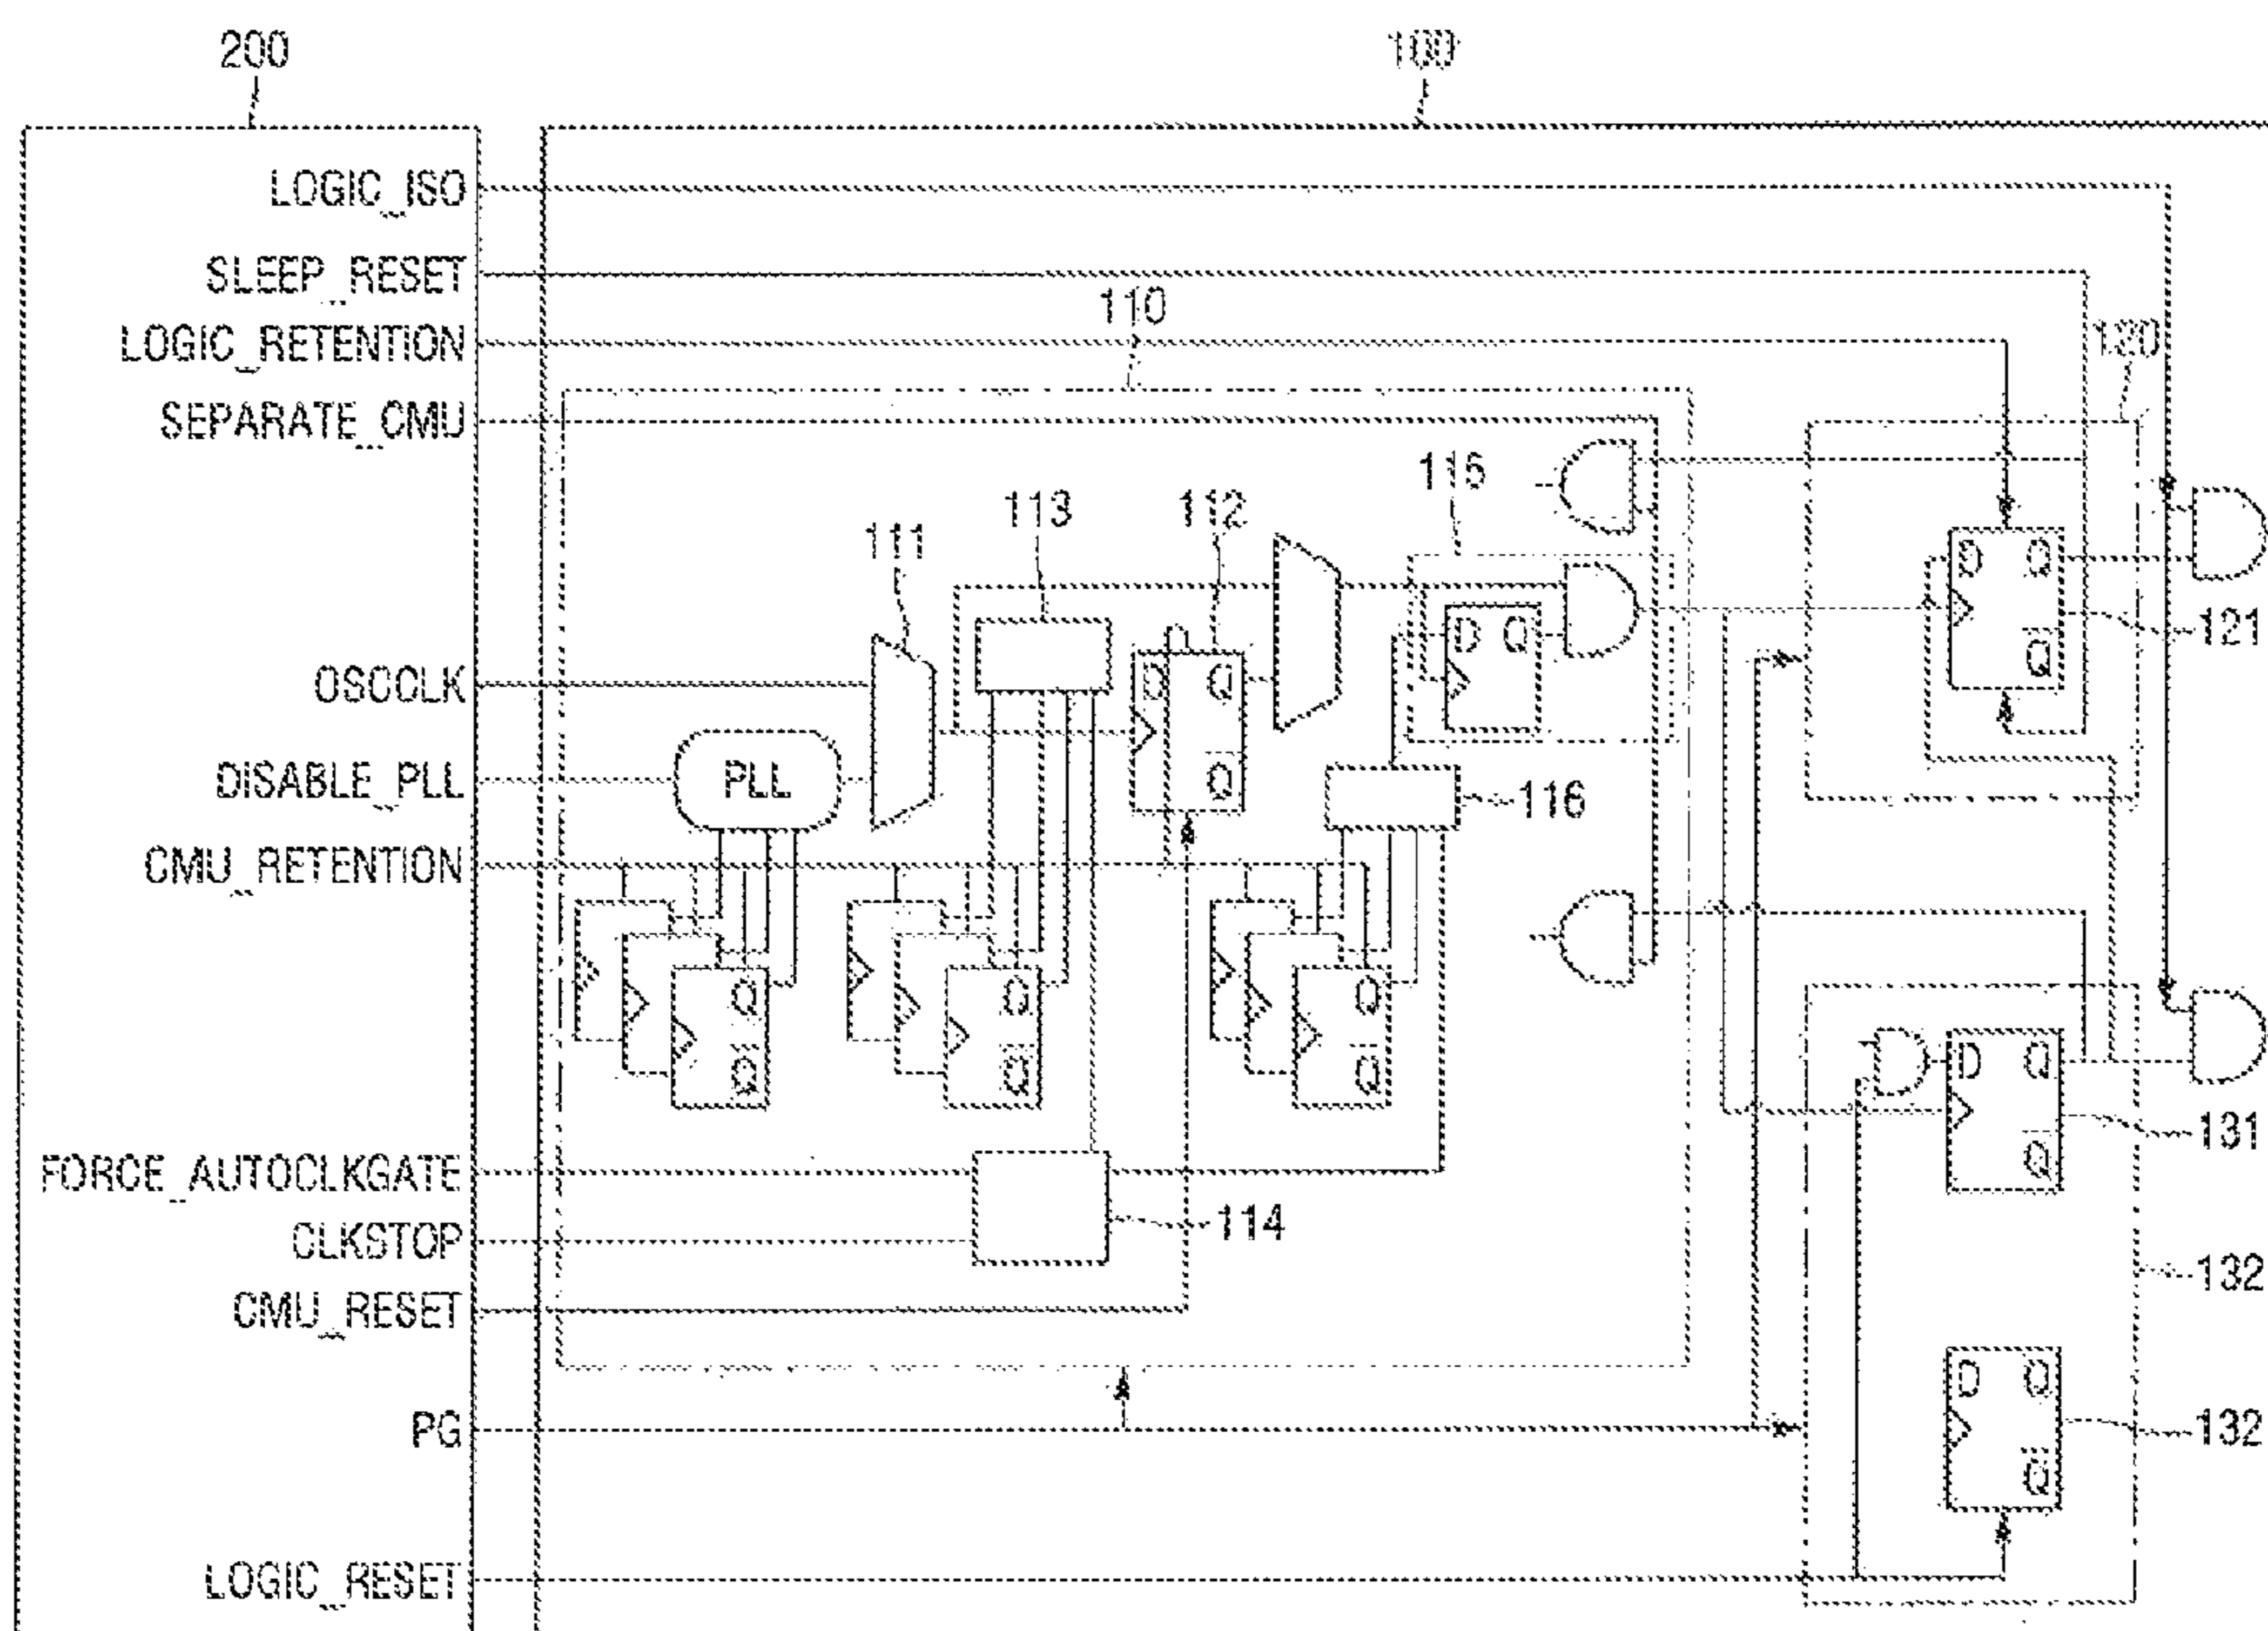 200
100
LOGIC_ISO
SLEEP_RESET
LOGIC_RETENTION
SEPARATE_CMU
110
120
115
113
112
111
D Q
Q
121
OSCCLK
D Q
D Q
Q
DISABLE_PLL
PLL
116
CMU_RETENTION
Q
Q
Q
Q
Q
Q
D Q
Q
131
FORCE_AUTOCLKGATE
CLKSTOP
114
132
CMU_RESET
PG
D Q
Q
132
LOGIC_RESET